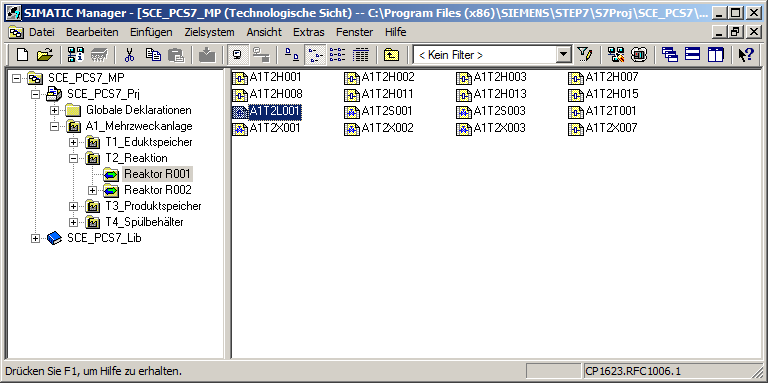 SIMATIC Manager - [SCE_PCS7_MP (Technologische Sicht) -- C:\Program Files (x86)\SIEMENS\STEP7\S7Proj\SCE_PCS7\...
Datei Bearbeiten Einfügen Zielsystem Ansicht Extras Fenster Hilfe
< Kein Filter >
SCE_PCS7_MP
SCE_PCS7_Prj
Globale Deklarationen
A1_Mehrzweckanlage
T1_Eduktspeicher
T2_Reaktion
Reaktor R001
Reaktor R002
T3_Produktspeicher
T4_Spülbehälter
SCE_PCS7_Lib
A1T2H001 A1T2H002 A1T2H003 A1T2H007
A1T2H008 A1T2H011 A1T2H013 A1T2H015
A1T2L001 A1T2S001 A1T2S003 A1T2T001
A1T2X001 A1T2X002 A1T2X003 A1T2X007
Drücken Sie F1, um Hilfe zu erhalten.
CP1623.RFC1006.1